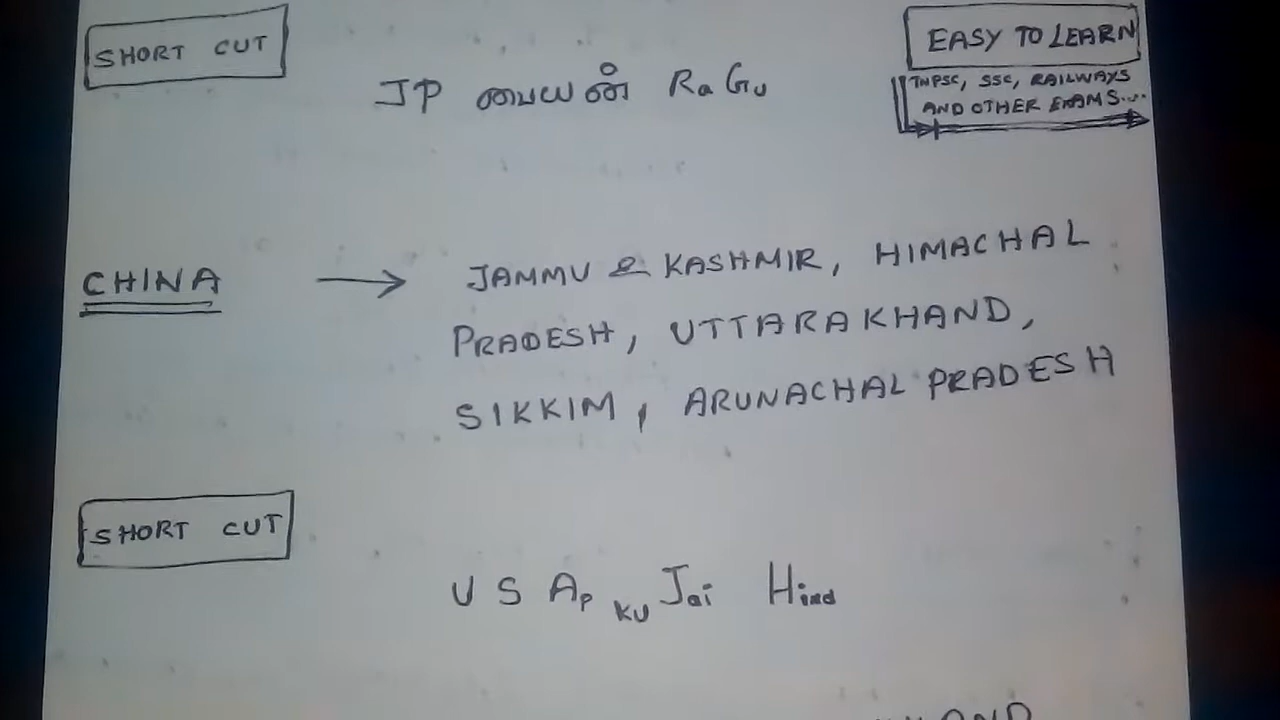 SHORT CUT
EASY TO LEARN
TNPSC, SSC, RAILWAYS
AND OTHER EXAMS...
JP பையன் RaGu
CHINA → JAMMU & KASHMIR, HIMACHAL
PRADESH, UTTARAKHAND,
SIKKIM, ARUNACHAL PRADESH
SHORT CUT
U S Ap KU Jai Hind